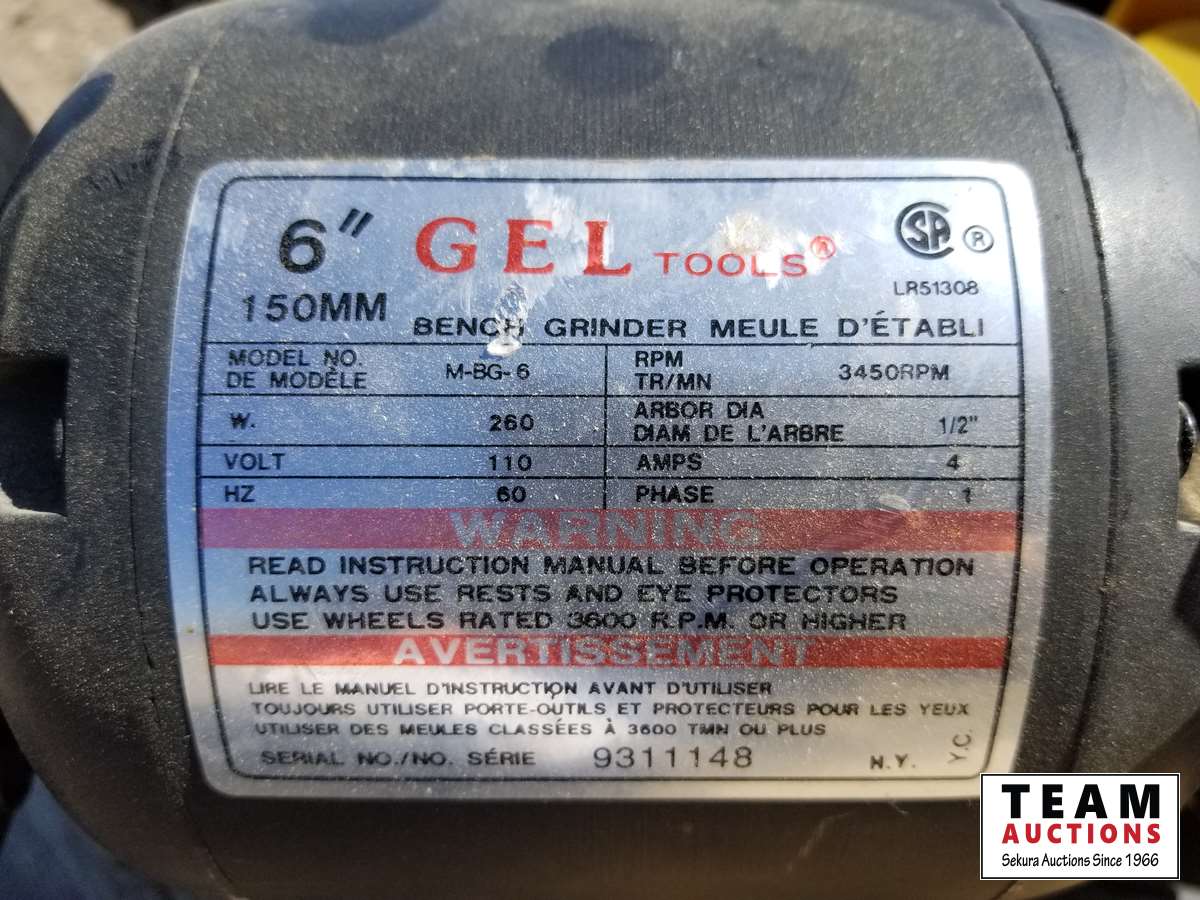 6" GEL TOOLS®
SA ®
LR51308
150MM
BENCH GRINDER MEULE D'ÉTABLI
MODEL NO.
DE MODÈLE M-BG-6
RPM
TR/MN 3450RPM
W. 260
ARBOR DIA
DIAM DE L'ARBRE 1/2"
VOLT 110
AMPS 4
HZ 60
PHASE 1
WARNING
READ INSTRUCTION MANUAL BEFORE OPERATION
ALWAYS USE RESTS AND EYE PROTECTORS
USE WHEELS RATED 3600 R.P.M. OR HIGHER
AVERTISSEMENT
LIRE LE MANUEL D'INSTRUCTION AVANT D'UTILISER
TOUJOURS UTILISER PORTE-OUTILS ET PROTECTEURS POUR LES YEUX
UTILISER DES MEULES CLASSÉES À 3600 TMN OU PLUS
SERIAL NO./NO. SÉRIE 9311148 N.Y.
Y.C.
TEAM
AUCTIONS
Sekura Auctions Since 1966